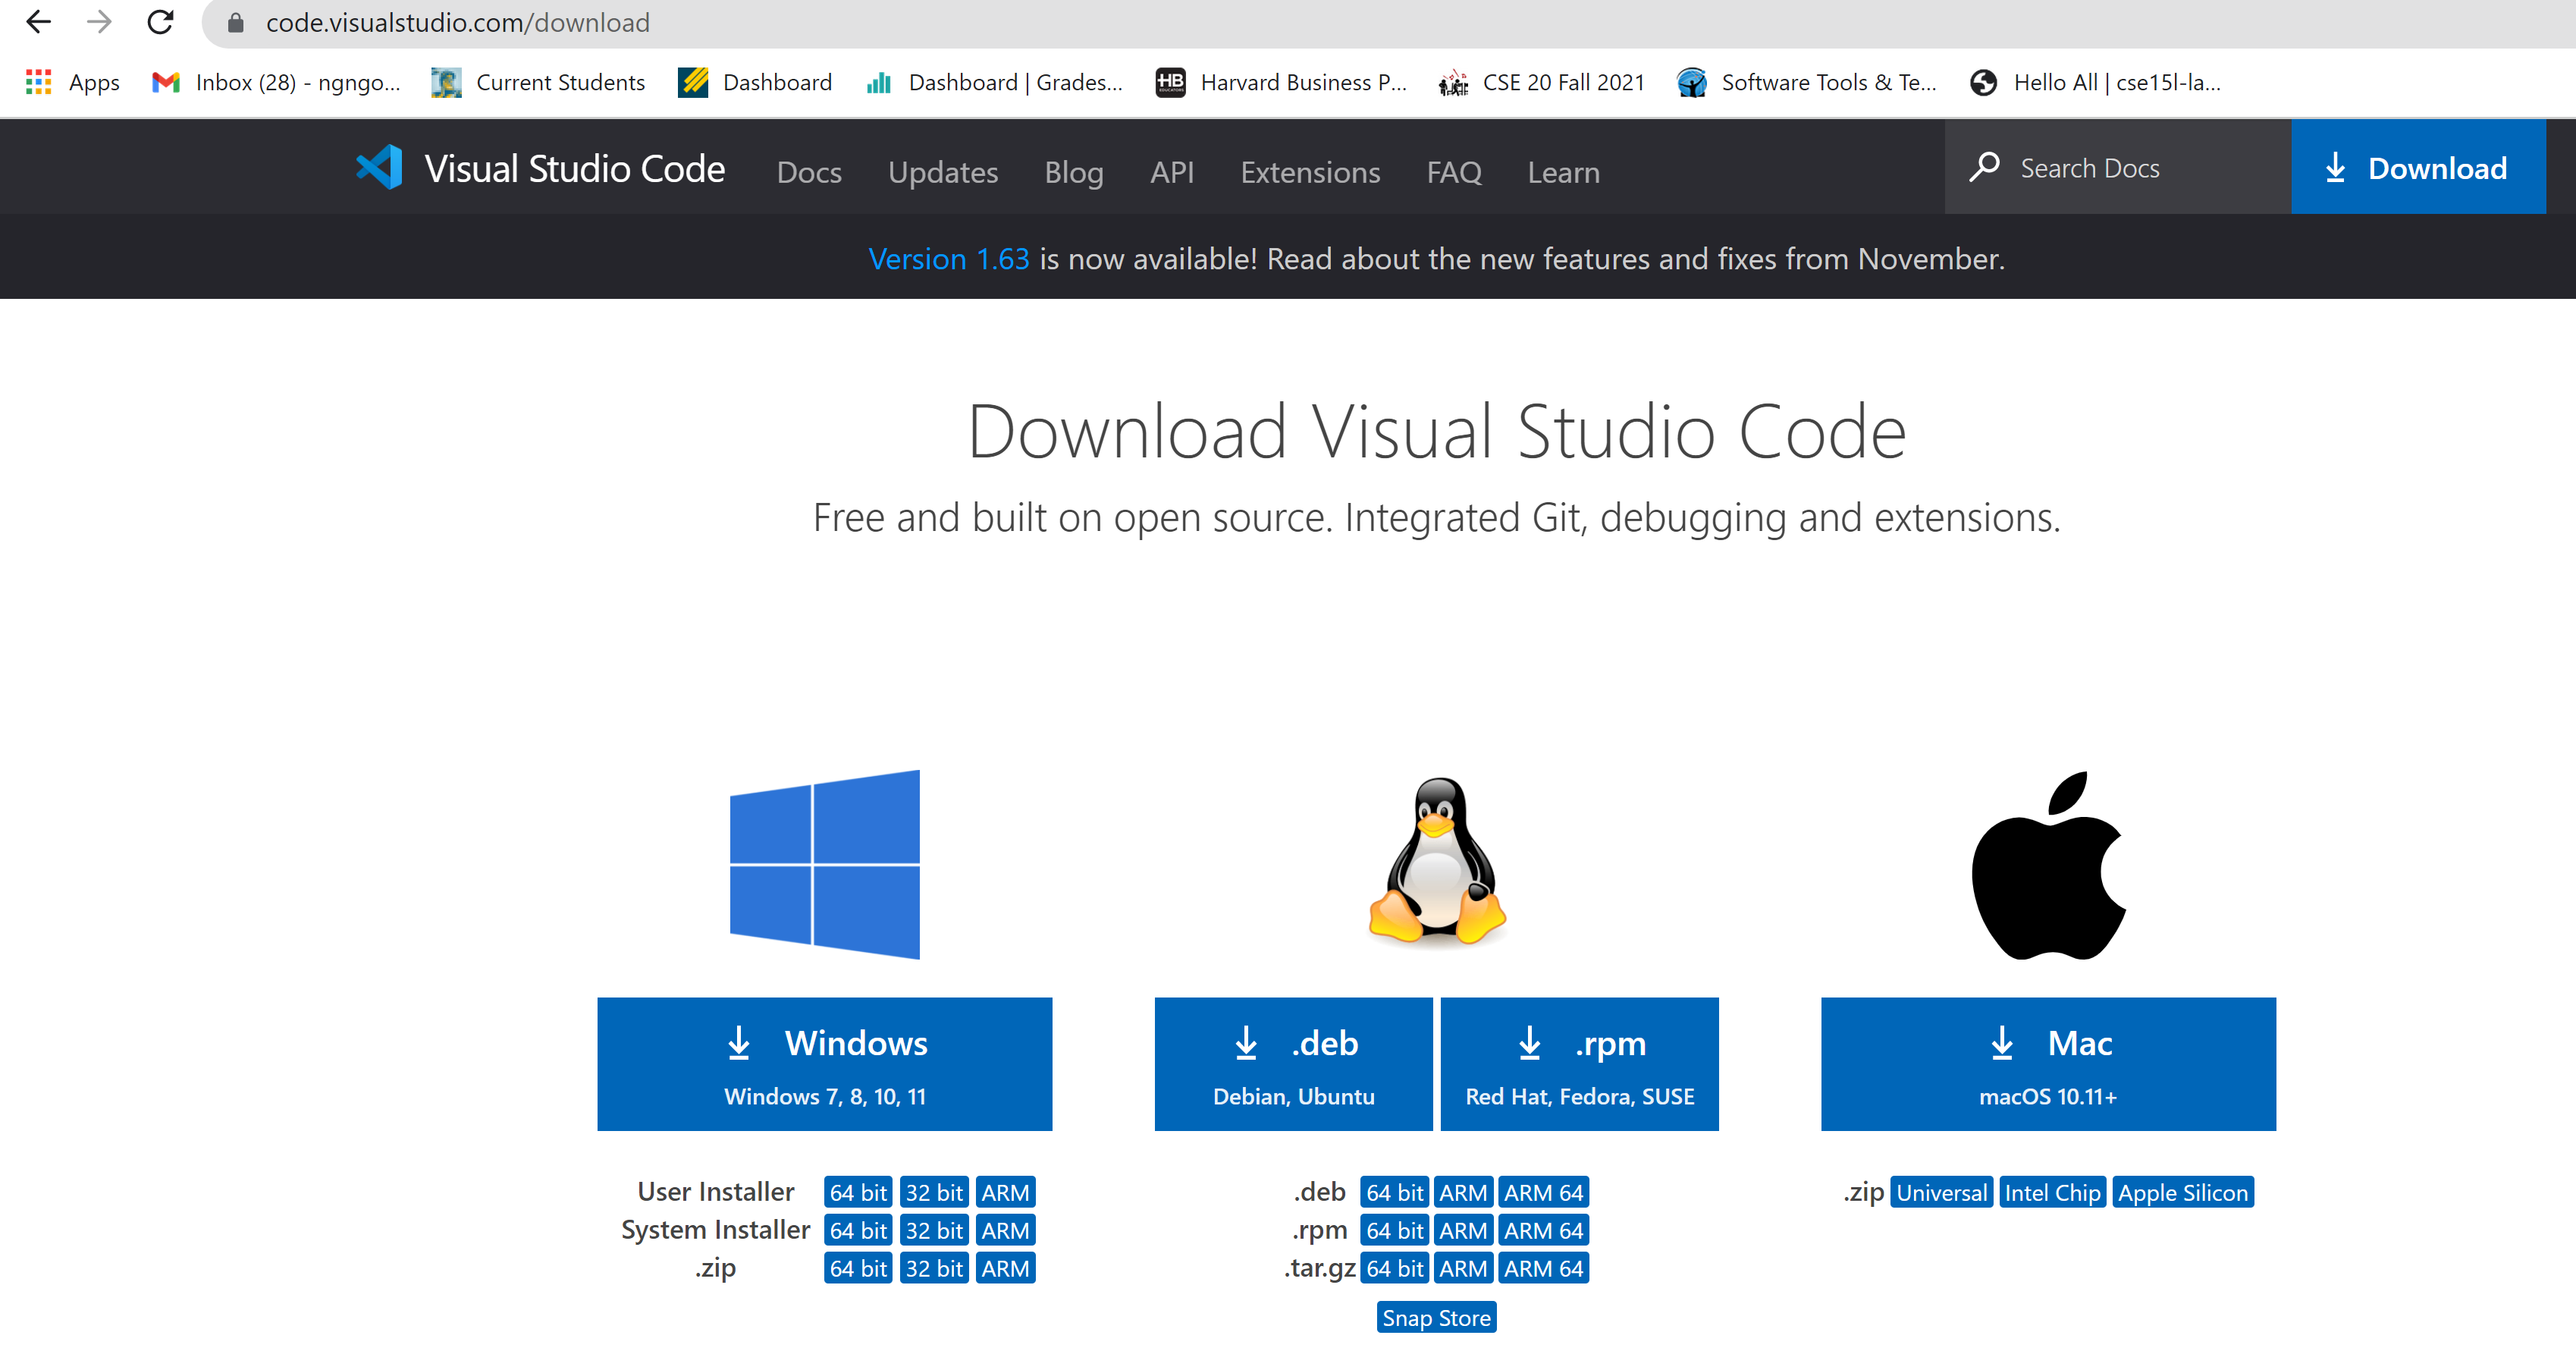 code.visualstudio.com/download
Apps Inbox (28) - ngngo... Current Students Dashboard Dashboard | Grades... HB EDUCATORS Harvard Business P... CSE 20 Fall 2021 Software Tools & Te... Hello All | cse15l-la...
Visual Studio Code Docs Updates Blog API Extensions FAQ Learn Search Docs Download
Version 1.63 is now available! Read about the new features and fixes from November.
Download Visual Studio Code
Free and built on open source. Integrated Git, debugging and extensions.
Windows
Windows 7, 8, 10, 11
User Installer 64 bit 32 bit ARM
System Installer 64 bit 32 bit ARM
.zip 64 bit 32 bit ARM
.deb
Debian, Ubuntu
.rpm
Red Hat, Fedora, SUSE
.deb 64 bit ARM ARM 64
.rpm 64 bit ARM ARM 64
.tar.gz 64 bit ARM ARM 64
Snap Store
Mac
macOS 10.11+
.zip Universal Intel Chip Apple Silicon